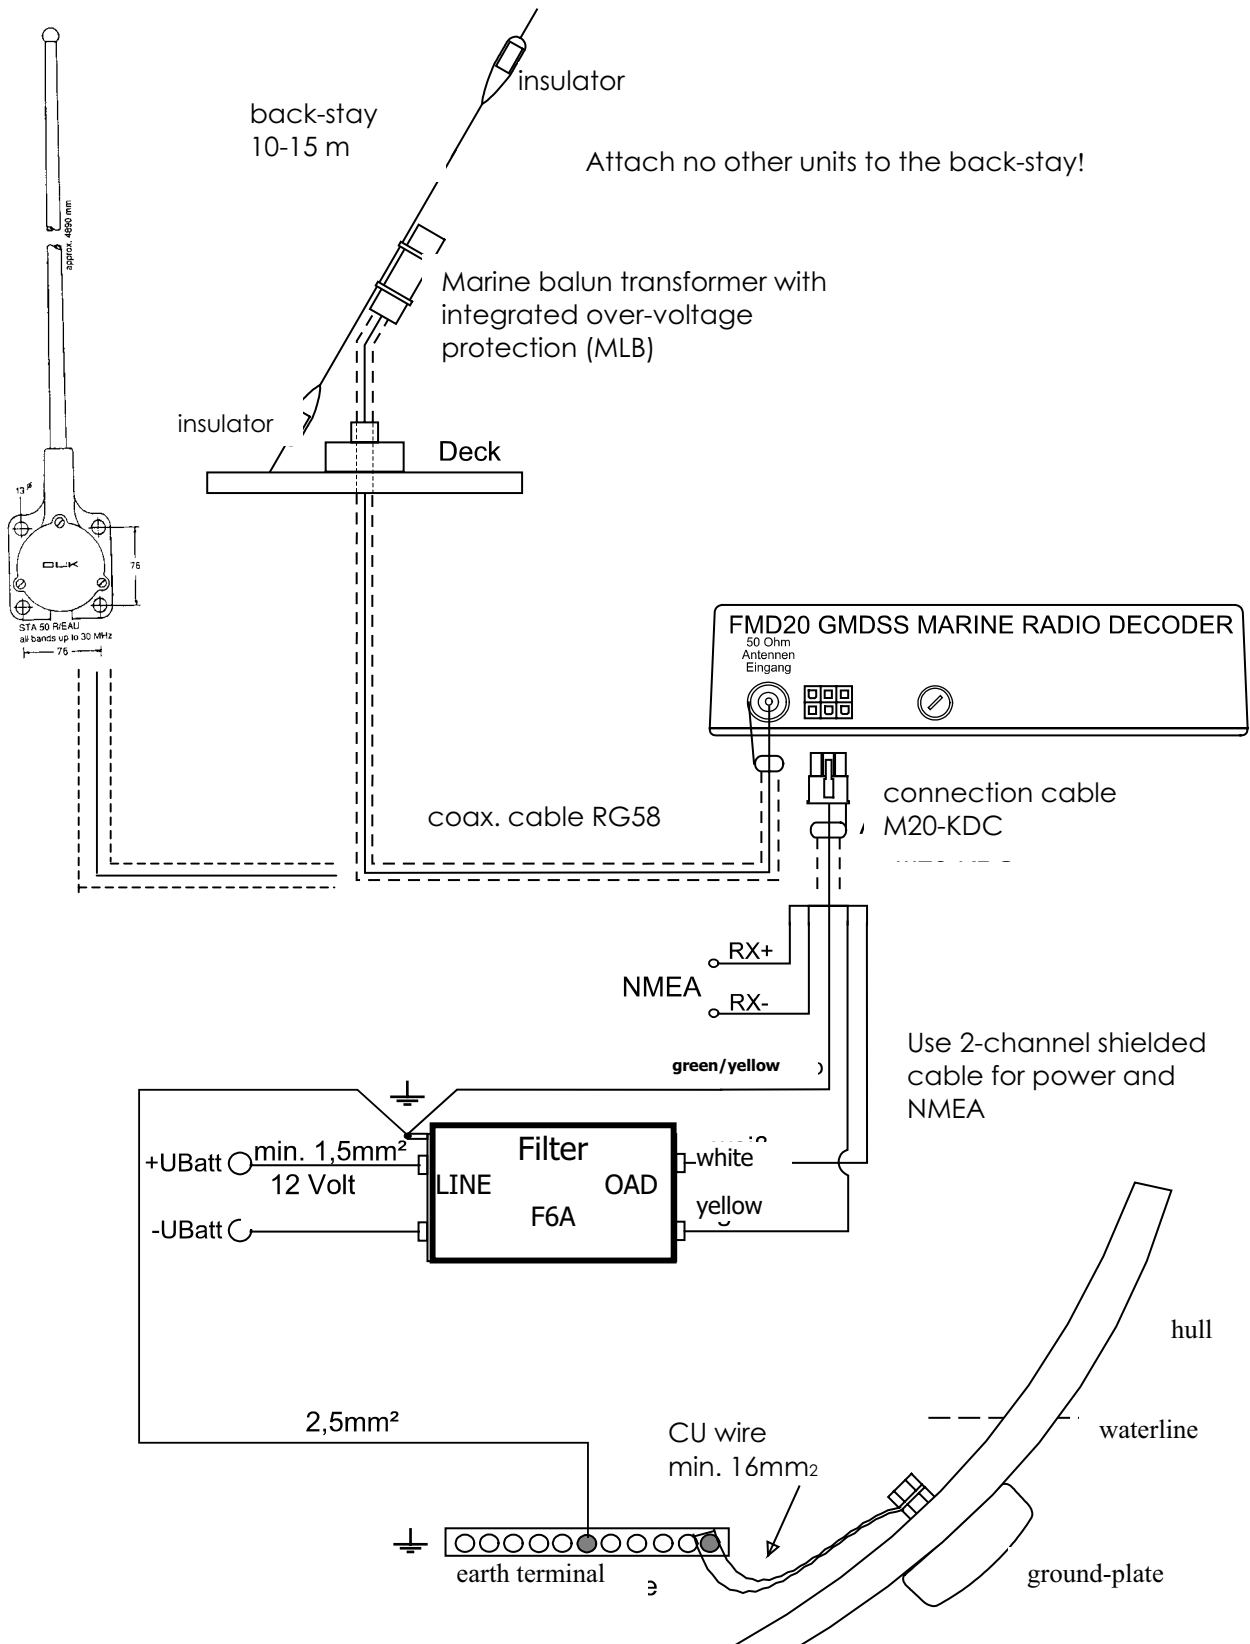 insulator
back-stay
10-15 m
Attach no other units to the back-stay!
approx. 4890 mm
Marine balun transformer with
integrated over-voltage
protection (MLB)
insulator
Deck
13 ø
76
STA 50 R/EAU
all bands up to 30 MHz
76
FMD20 GMDSS MARINE RADIO DECODER
50 Ohm
Antennen
Eingang
connection cable
M20-KDC
coax. cable RG58
RX+
NMEA
RX-
Use 2-channel shielded
cable for power and
NMEA
green/yellow
+UBatt
min. 1,5mm²
12 Volt
-UBatt
Filter
LINE
OAD
F6A
white
yellow
hull
2,5mm²
CU wire
min. 16mm2
waterline
earth terminal
ground-plate